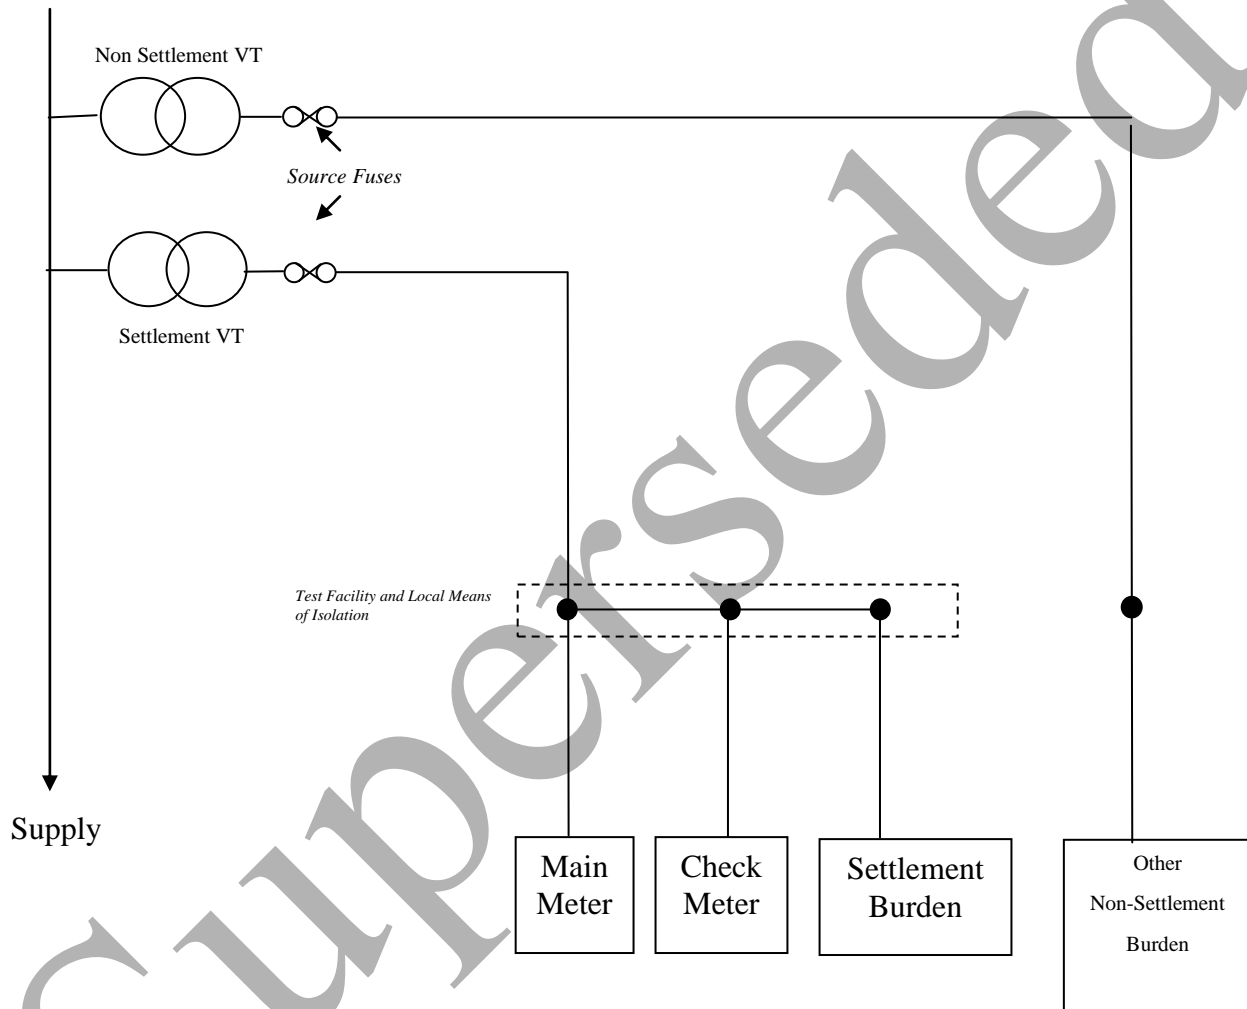 Non Settlement VT
Source Fuses
Settlement VT
Test Facility and Local Means
of Isolation
Supply
Main
Meter
Check
Meter
Settlement
Burden
Other
Non-Settlement
Burden
Superseded